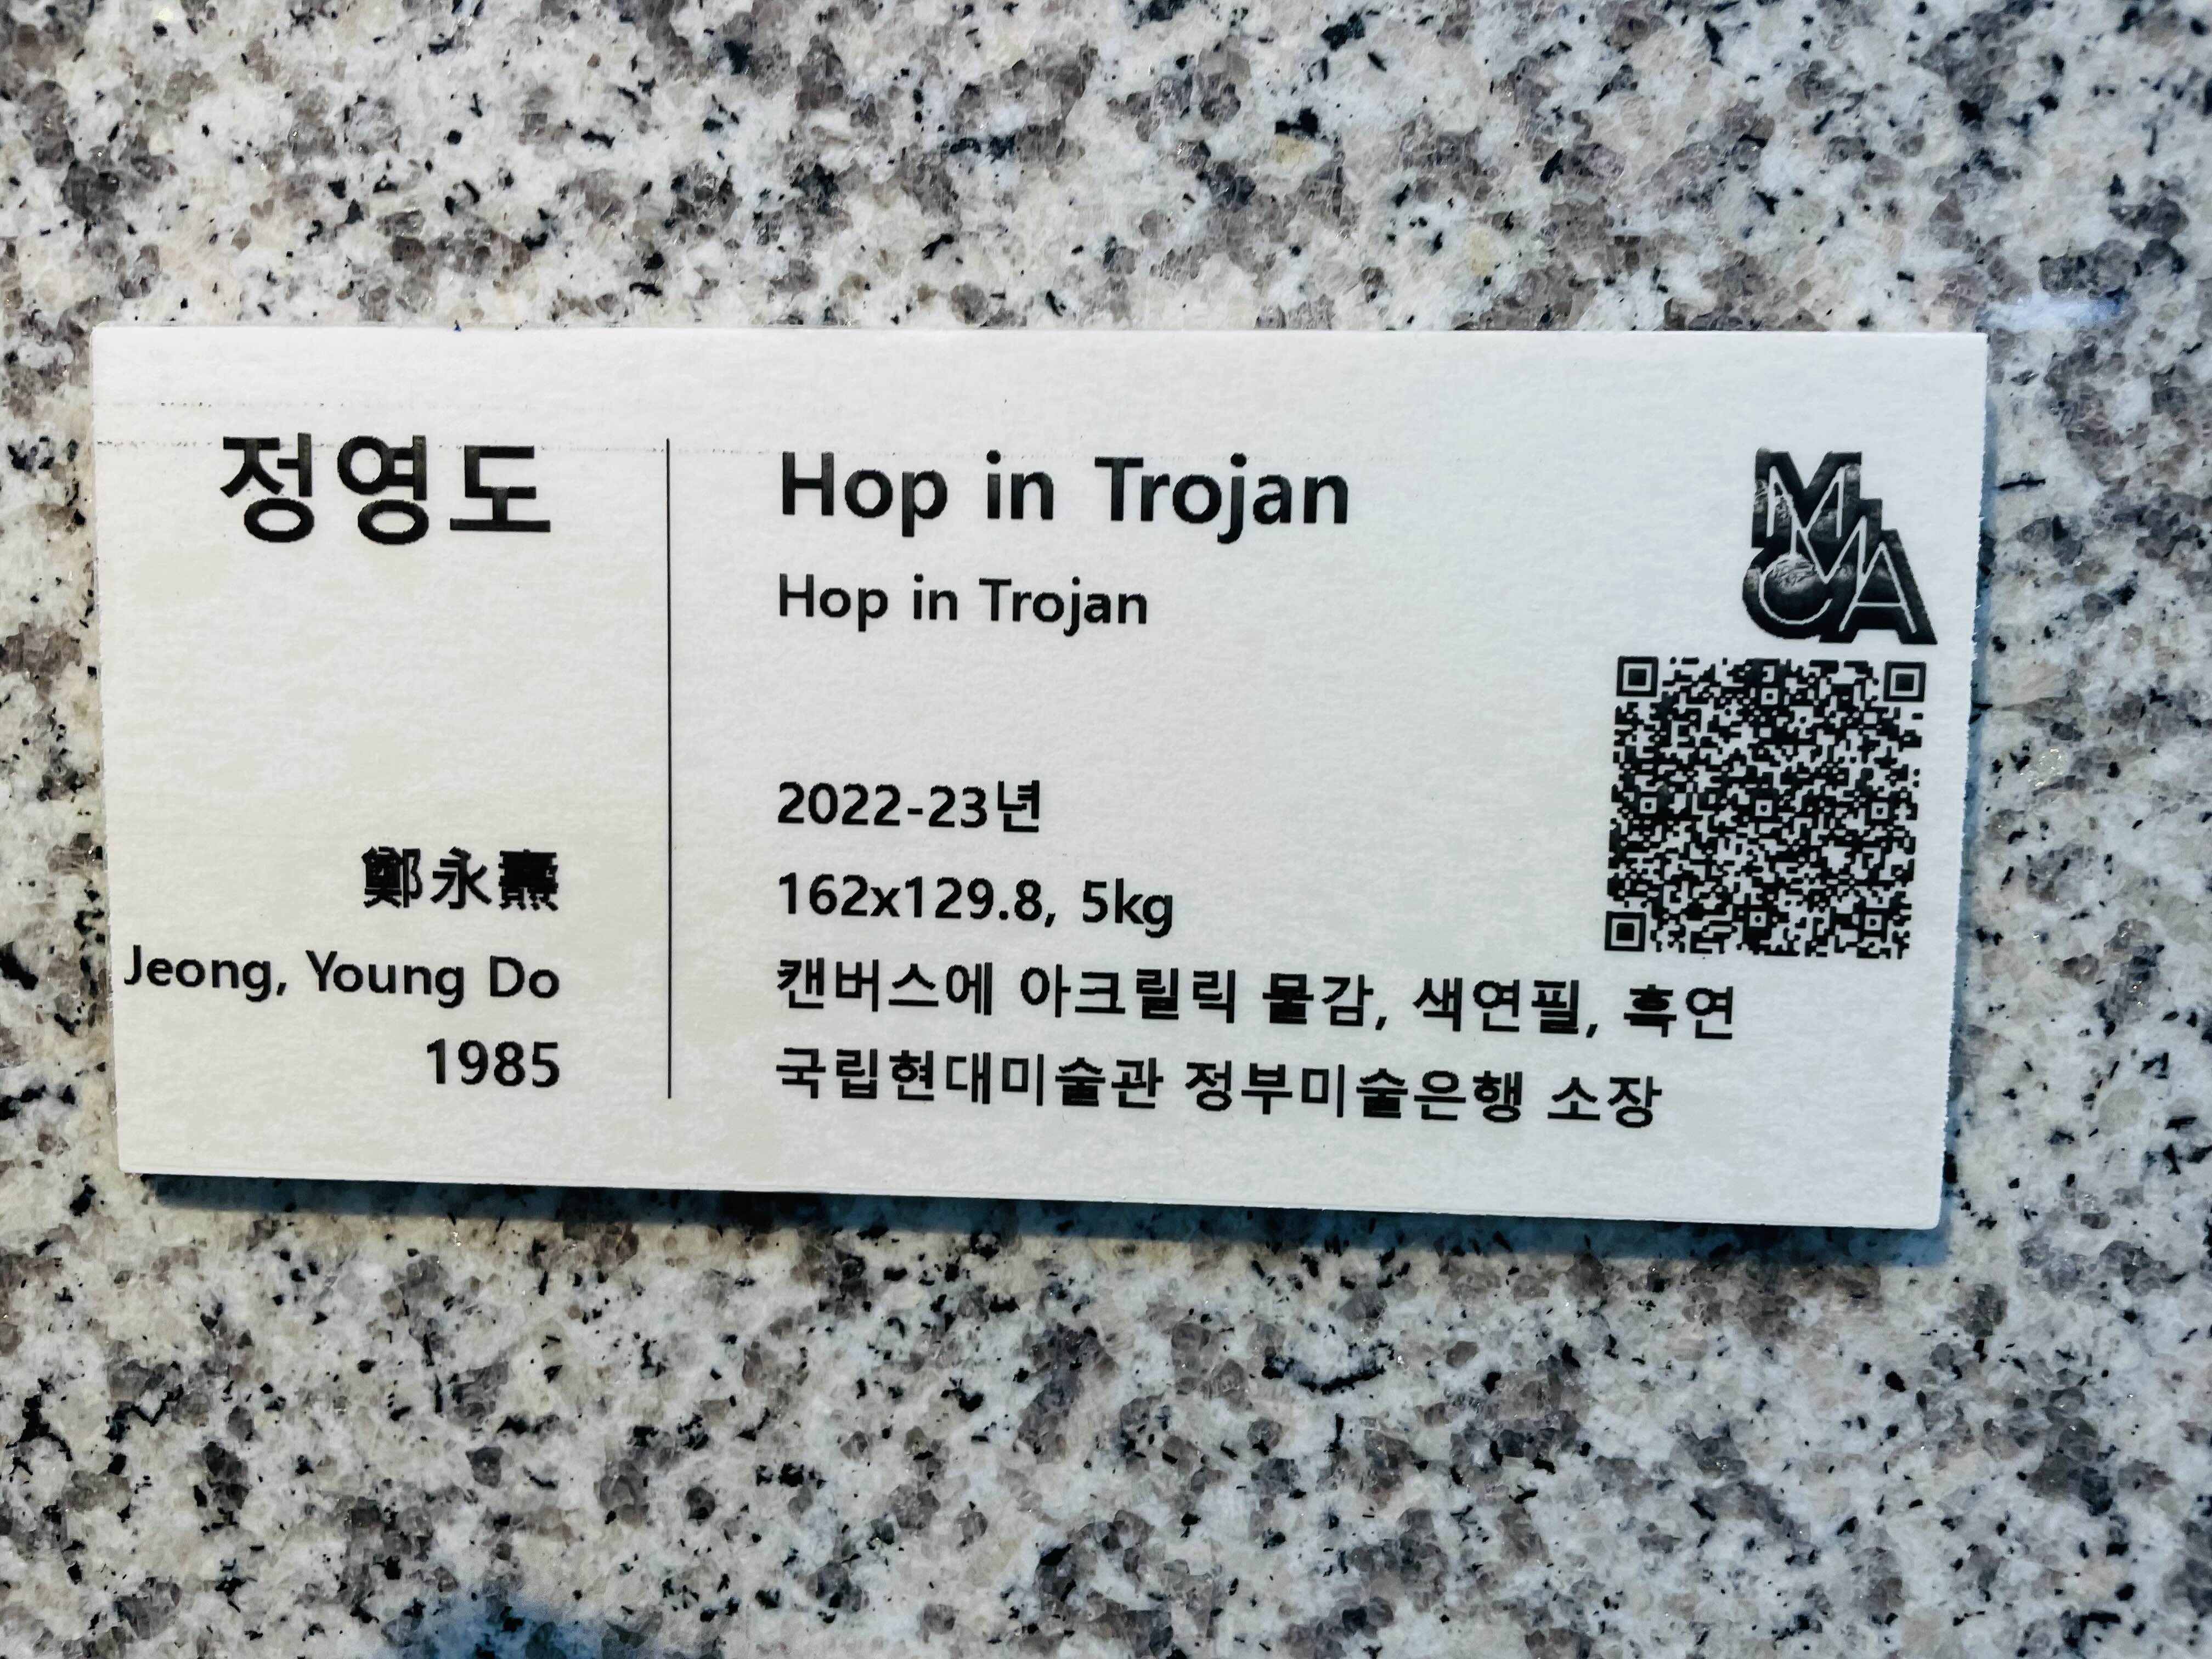 정영도
鄭永燾
Jeong, Young Do
1985
Hop in Trojan
Hop in Trojan
2022-23년
162x129.8, 5kg
캔버스에 아크릴릭 물감, 색연필, 흑연
국립현대미술관 정부미술은행 소장
MMCA